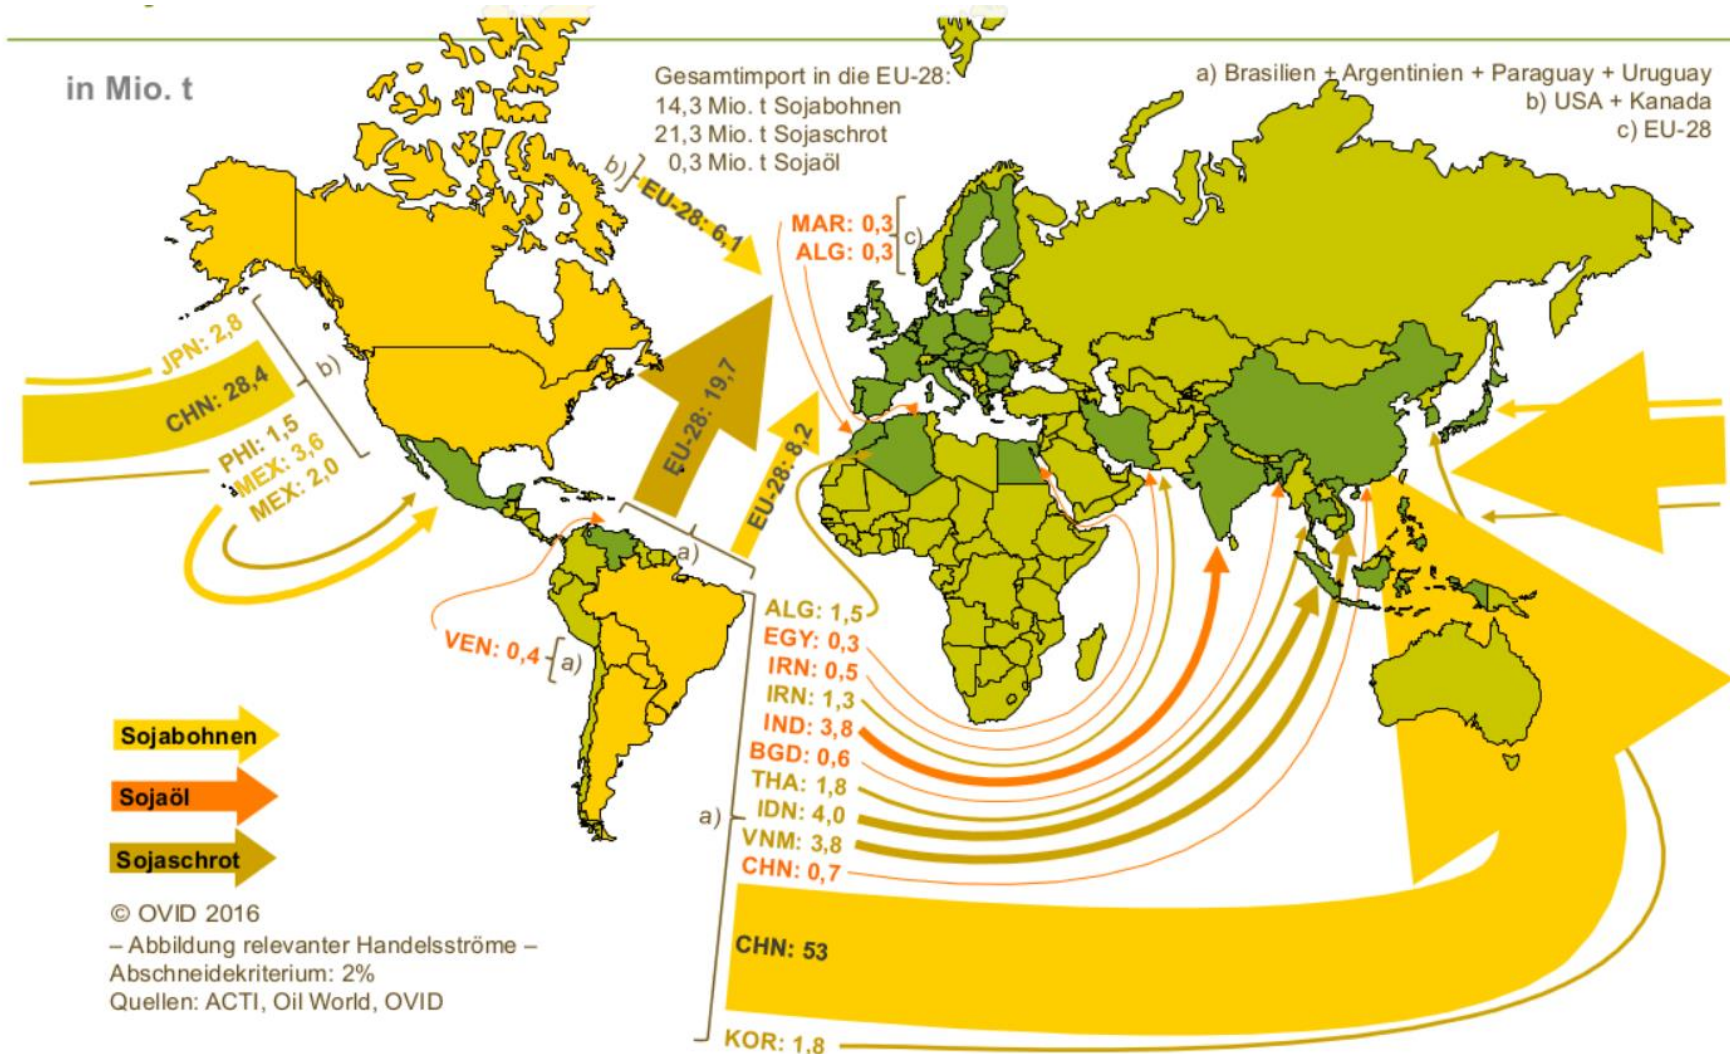 in Mio. t
Gesamtimport in die EU-28:
14,3 Mio. t Sojabohnen
21,3 Mio. t Sojaschrot
0,3 Mio. t Sojaöl
a) Brasilien + Argentinien + Paraguay + Uruguay
b) USA + Kanada
c) EU-28
b)
EU-28: 6,1
MAR: 0,3
ALG: 0,3
c)
JPN: 2,8
CHN: 28,4
b)
PHI: 1,5
MEX: 3,6
MEX: 2,0
EU-28: 19,7
EU-28: 8,2
a)
VEN: 0,4
a)
ALG: 1,5
EGY: 0,3
IRN: 0,5
IRN: 1,3
IND: 3,8
BGD: 0,6
THA: 1,8
IDN: 4,0
a)
VNM: 3,8
CHN: 0,7
CHN: 53
KOR: 1,8
Sojabohnen
Sojaöl
Sojaschrot
© OVID 2016
– Abbildung relevanter Handelsströme –
Abschneidekriterium: 2%
Quellen: ACTI, Oil World, OVID